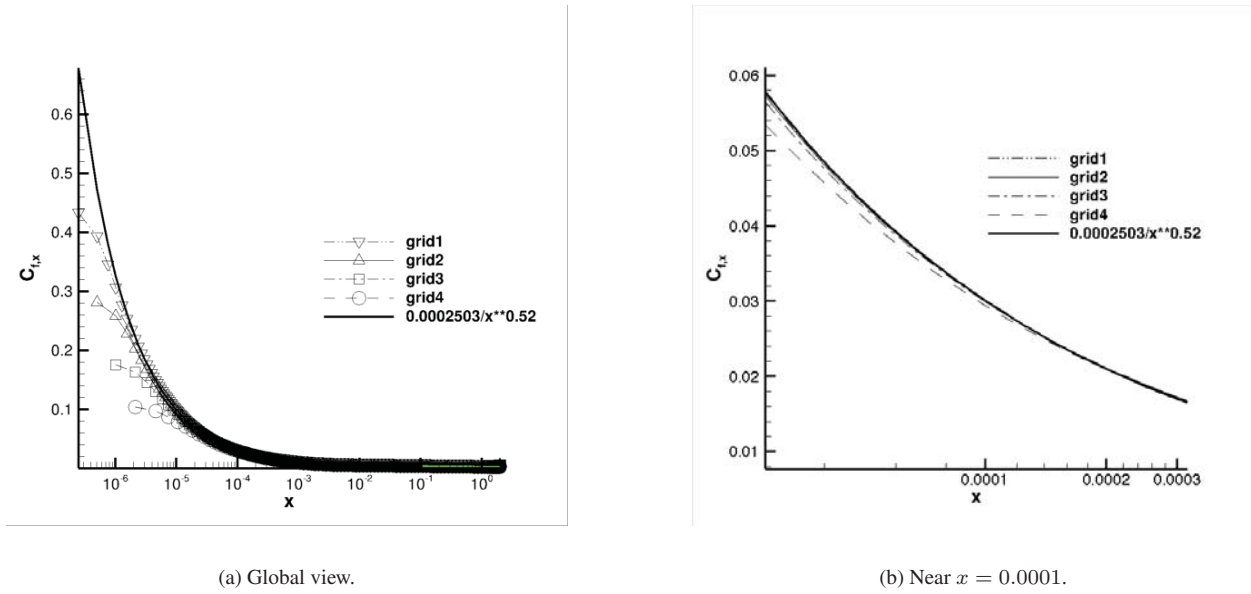 0.6
0.5
0.4
0.3
0.2
0.1
C_{f,x}
grid1
grid2
grid3
grid4
0.0002503/x**0.52
10^{-6} 10^{-5} 10^{-4} 10^{-3} 10^{-2} 10^{-1} 10^{0}
x
(a) Global view.
0.06
0.05
0.04
0.03
0.02
0.01
C_{f,x}
grid1
grid2
grid3
grid4
0.0002503/x**0.52
0.0001 0.0002 0.0003
x
(b) Near x = 0.0001.